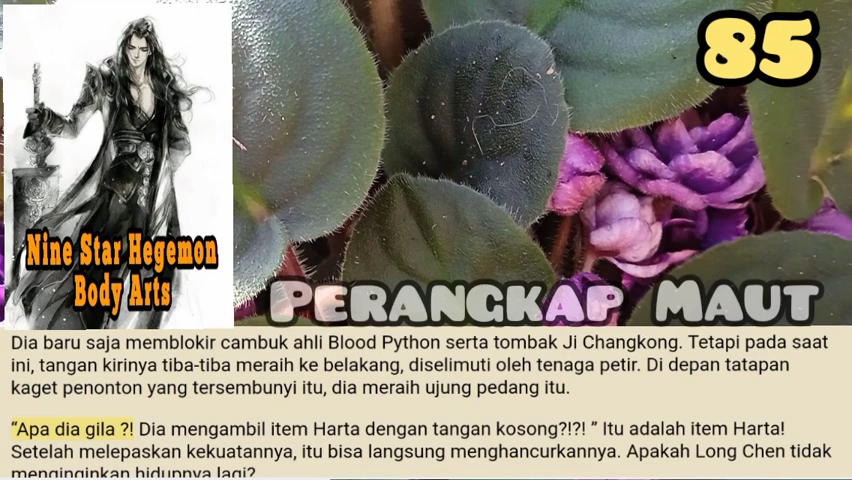 85
Nine Star Hegemon
Body Arts
Perangkap Maut
Dia baru saja memblokir cambuk ahli Blood Python serta tombak Ji Changkong. Tetapi pada saat
ini, tangan kirinya tiba-tiba meraih ke belakang, diselimuti oleh tenaga petir. Di depan tatapan
kaget penonton yang tersembunyi itu, dia meraih ujung pedang itu.
“Apa dia gila ?! Dia mengambil item Harta dengan tangan kosong?!?! ” Itu adalah item Harta!
Setelah melepaskan kekuatannya, itu bisa langsung menghancurkannya. Apakah Long Chen tidak
menginginkan hidupnya lagi?